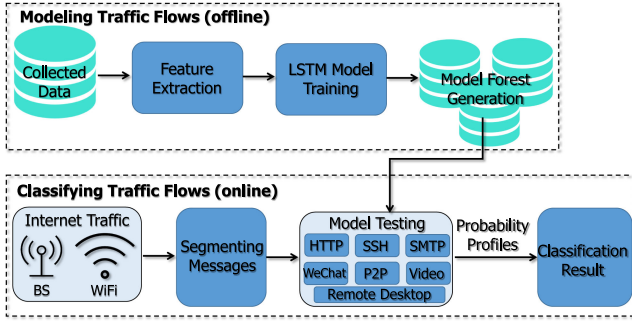 Modeling Traffic Flows (offline)
Collected
Data
Feature
Extraction
LSTM Model
Training
Model Forest
Generation
Classifying Traffic Flows (online)
Internet Traffic
BS
WiFi
Segmenting
Messages
Model Testing
HTTP
SSH
SMTP
WeChat
P2P
Video
Remote Desktop
Probability
Profiles
Classification
Result